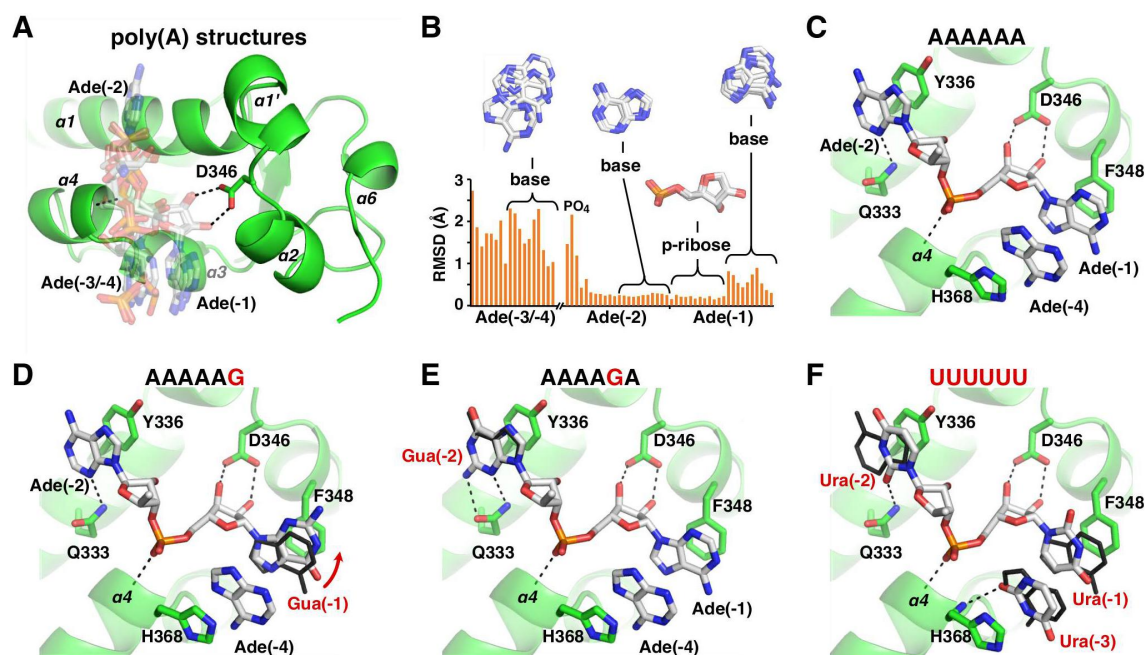 A
poly(A) structures
Ade(-2)
α1'
α1
D346
α4
α6
α2
α3
Ade(-3/-4)
Ade(-1)
B
base
base
base
PO4
p-ribose
RMSD (Å)
3
2
1
0
Ade(-3/-4)
Ade(-2)
Ade(-1)
C
AAAAAA
Y336
D346
Ade(-2)
F348
Q333
α4
Ade(-1)
H368
Ade(-4)
D
AAAAAG
Y336
D346
Ade(-2)
F348
Q333
Gua(-1)
α4
H368
Ade(-4)
E
AAAAGA
Y336
D346
Gua(-2)
F348
Q333
α4
Ade(-1)
H368
Ade(-4)
F
UUUUUU
Y336
D346
Ura(-2)
F348
Q333
α4
Ura(-1)
H368
Ura(-3)